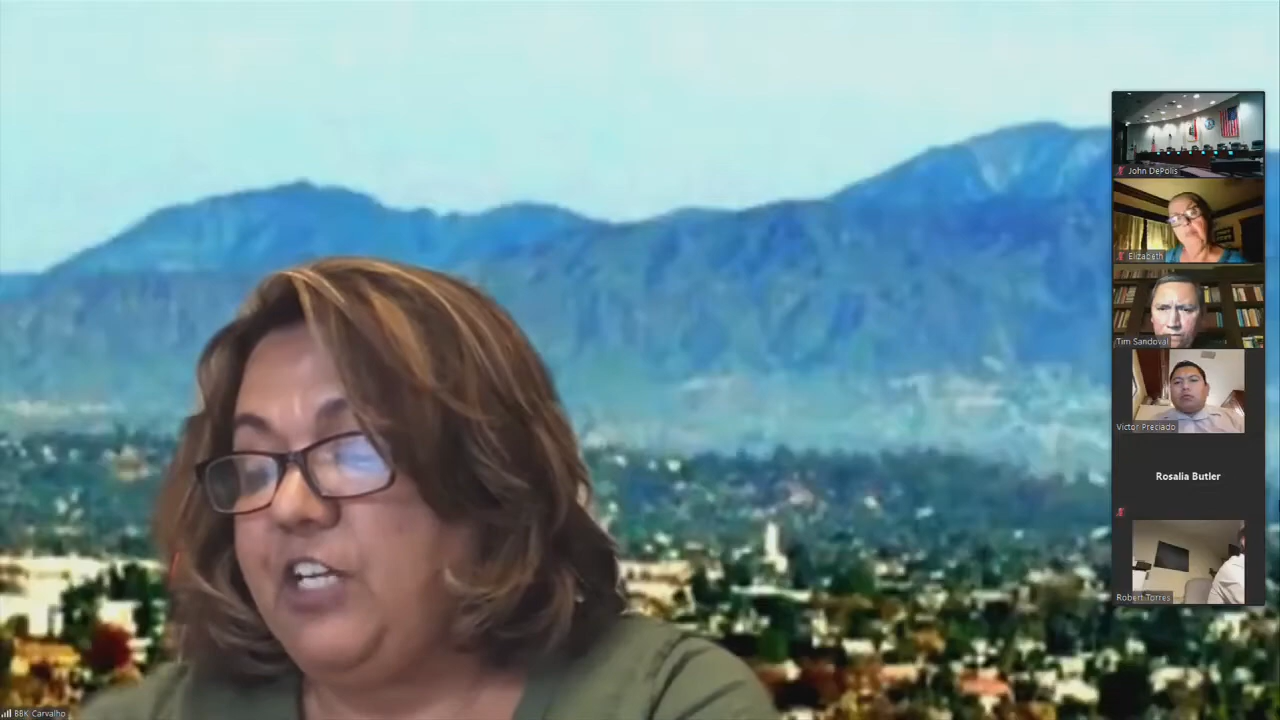 John DePolis
Elizabeth
Tim Sandoval
Victor Preciado
Rosalia Butler
Robert Torres
BBK Carvalho